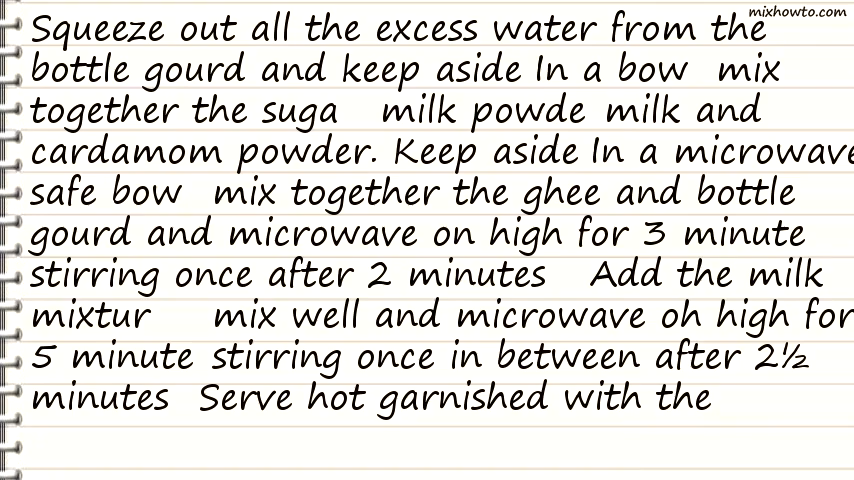 mixhowto.com
Squeeze out all the excess water from the
bottle gourd and keep aside In a bow mix
together the suga milk powde milk and
cardamom powder. Keep aside In a microwave
safe bow mix together the ghee and bottle
gourd and microwave on high for 3 minute
stirring once after 2 minutes Add the milk
mixtur mix well and microwave oh high for
5 minute stirring once in between after 2½
minutes Serve hot garnished with the